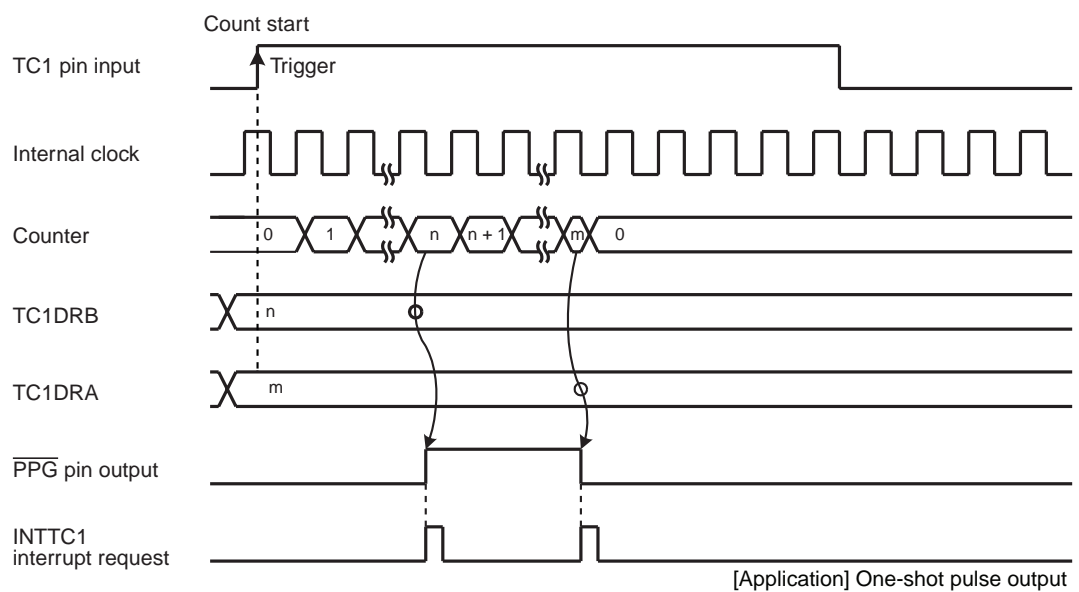 Count start
TC1 pin input
Trigger
Internal clock
Counter
0 1 n n + 1 m 0
TC1DRB
n
TC1DRA
m
PPG pin output
INTTC1
interrupt request
[Application] One-shot pulse output